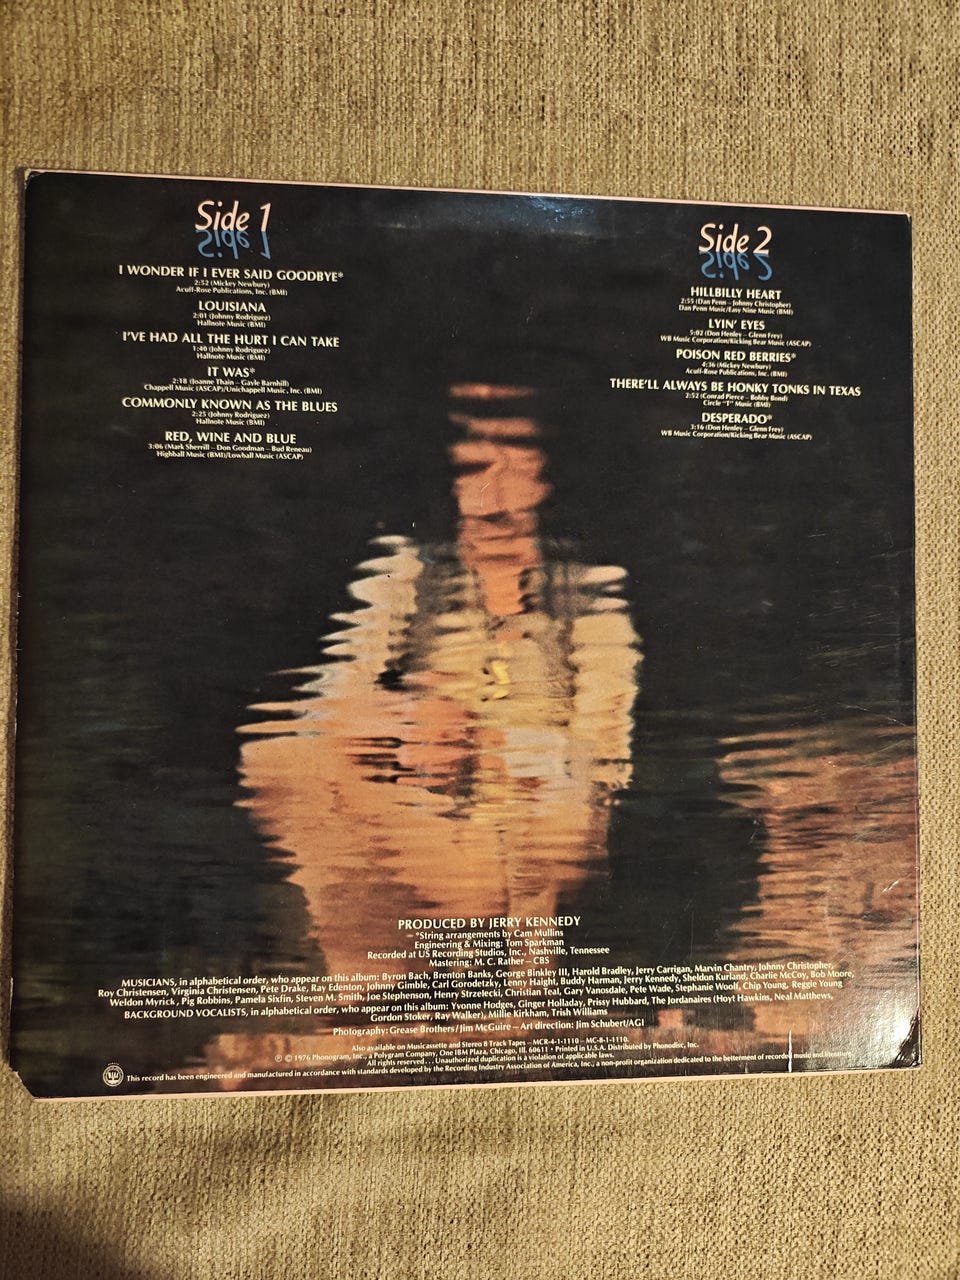 Side 1
I WONDER IF I EVER SAID GOODBYE*
2:52 (Mickey Newbury)
Acuff-Rose Publications, Inc. (BMI)
LOUISIANA
2:01 (Johnny Rodriguez)
Hallnote Music (BMI)
I'VE HAD ALL THE HURT I CAN TAKE
1:40 (Johnny Rodriguez)
Hallnote Music (BMI)
IT WAS*
2:18 (Joanne Thain – Gayle Barnhill)
Chappell Music (ASCAP)/Unichappell Music, Inc. (BMI)
COMMONLY KNOWN AS THE BLUES
2:25 (Johnny Rodriguez)
Hallnote Music (BMI)
RED, WINE AND BLUE
3:06 (Mark Sherrill – Don Goodman – Bud Reneau)
Highball Music (BMI)/Lowball Music (ASCAP)
Side 2
HILLBILLY HEART
2:55 (Dan Penn – Johnny Christopher)
Dan Penn Music/Easy Nine Music (BMI)
LYIN' EYES
5:02 (Don Henley – Glenn Frey)
WB Music Corporation/Kicking Bear Music (ASCAP)
POISON RED BERRIES*
4:36 (Mickey Newbury)
Acuff-Rose Publications, Inc. (BMI)
THERE'LL ALWAYS BE HONKY TONKS IN TEXAS
2:52 (Conrad Pierce – Bobby Bond)
Circle "T" Music (BMI)
DESPERADO*
3:16 (Don Henley – Glenn Frey)
WB Music Corporation/Kicking Bear Music (ASCAP)
PRODUCED BY JERRY KENNEDY
*String arrangements by Cam Mullins
Engineering & Mixing: Tom Sparkman
Recorded at US Recording Studios, Inc., Nashville, Tennessee
Mastering: M. C. Rather – CBS
MUSICIANS, in alphabetical order, who appear on this album: Byron Bach, Brenton Banks, George Binkley III, Harold Bradley, Jerry Carrigan, Marvin Chantry, Johnny Christopher,
Roy Christensen, Virginia Christensen, Pete Drake, Ray Edenton, Johnny Gimble, Carl Gorodetzky, Lenny Haight, Buddy Harman, Jerry Kennedy, Sheldon Kurland, Charlie McCoy, Bob Moore,
Weldon Myrick, Pig Robbins, Pamela Sixfin, Steven M. Smith, Joe Stephenson, Henry Strzelecki, Christian Teal, Gary Vanosdale, Pete Wade, Stephanie Woolf, Chip Young, Reggie Young
BACKGROUND VOCALISTS, in alphabetical order, who appear on this album: Yvonne Hodges, Ginger Holladay, Prissy Hubbard, The Jordanaires (Hoyt Hawkins, Neal Matthews,
Gordon Stoker, Ray Walker), Millie Kirkham, Trish Williams
Photography: Grease Brothers/Jim McGuire – Art direction: Jim Schubert/AGI
Also available on Musicassette and Stereo 8 Track Tapes – MCR-4-1-1110 – MC-8-1-1110.
℗ © 1976 Phonogram, Inc., a Polygram Company, One IBM Plaza, Chicago, Ill. 60611 • Printed in U.S.A. Distributed by Phonodisc, Inc.
All rights reserved . . . Unauthorized duplication is a violation of applicable laws.
This record has been engineered and manufactured in accordance with standards developed by the Recording Industry Association of America, Inc., a non-profit organization dedicated to the betterment of recorded music and literature.